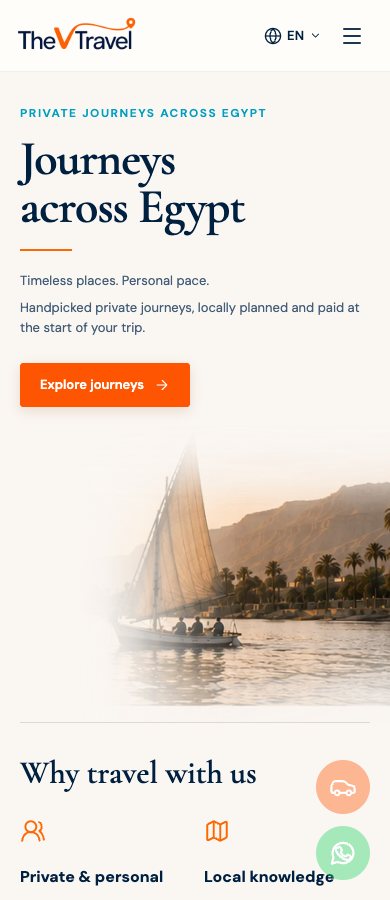 TheVTravel
EN
PRIVATE JOURNEYS ACROSS EGYPT
Journeys
across Egypt
Timeless places. Personal pace.
Handpicked private journeys, locally planned and paid at
the start of your trip.
Explore journeys
Why travel with us
Private & personal
Local knowledge